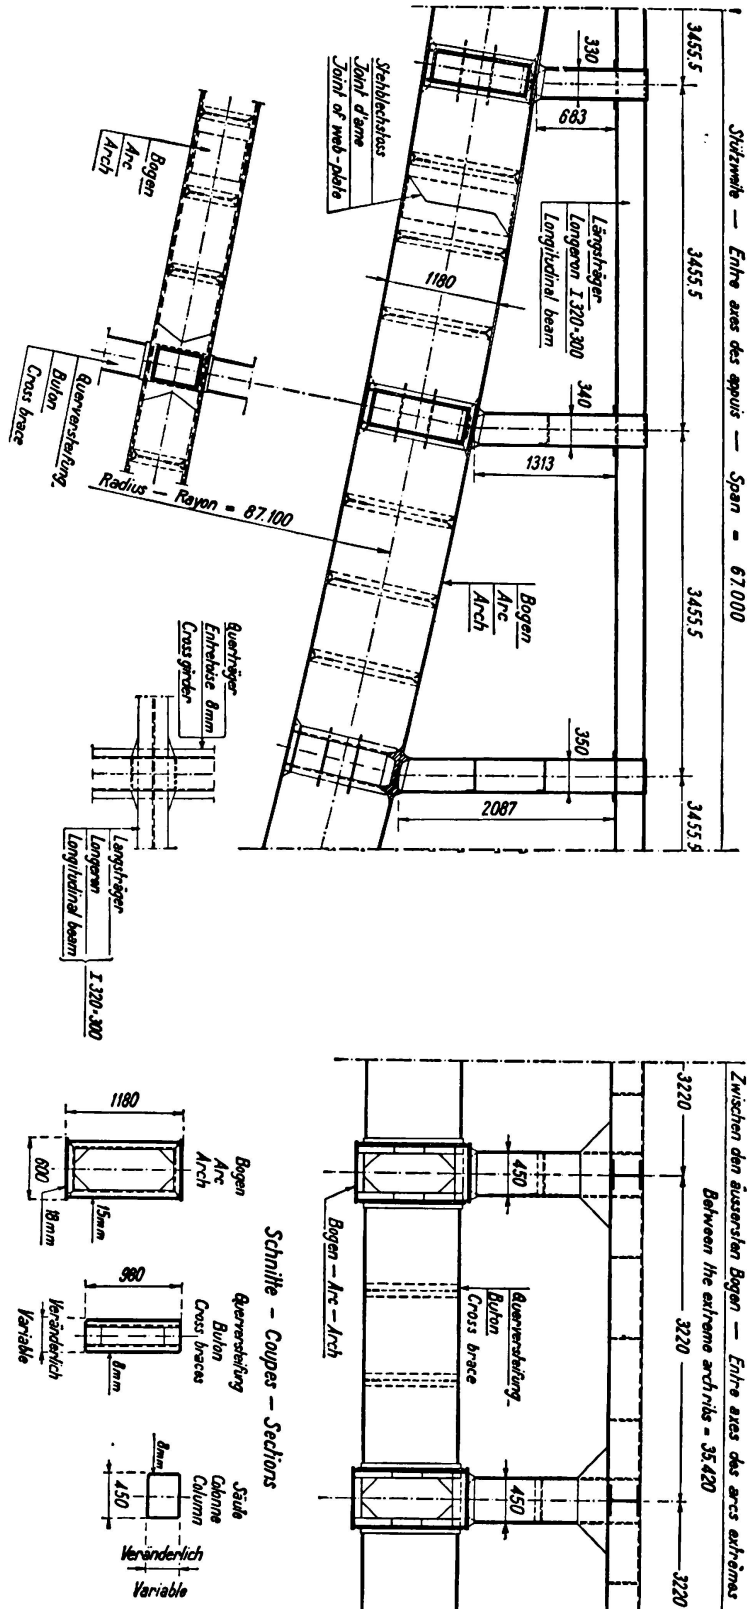 Stützweite — Entre axes des appuis — Span = 67.000
3455.5
3455.5
3455.5
3455.5
330
683
Längsträger
Longeron I 320·300
Longitudinal beam
340
1313
350
2087
Stehblechstoss
Joint d'âme
Joint of web-plate
1180
Bogen
Arc
Arch
Bogen
Arc
Arch
Querversteifung.
Buton
Cross brace
Radius — Rayon = 87.100
Querträger
Entretoise 8mm
Cross girder
Längsträger
Longeron
Longitudinal beam
I 320·300
Zwischen den äussersten Bogen — Entre axes des arcs extrêmes
Between the extreme arch ribs = 35.420
3220
3220
3220
450
450
Querversteifung.
Buton
Cross brace
Bogen — Arc — Arch
Schnitte — Coupes — Sections
Bogen
Arc
Arch
1180
600
15mm
18mm
Querversteifung
Buton
Cross braces
980
8mm
Veränderlich
Variable
Säule
Colonne
Column
8mm
450
Veränderlich
Variable